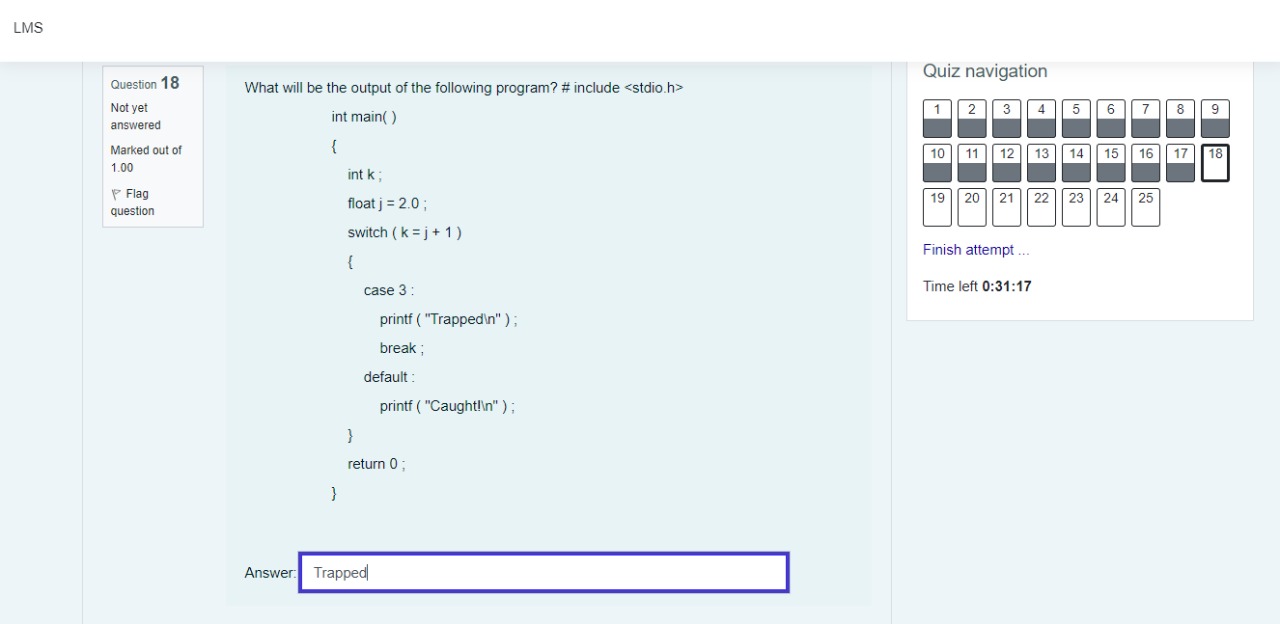 LMS
Question 18
Not yet
answered
Marked out of
1.00
Flag
question
What will be the output of the following program? # include <stdio.h>
int main( )
{
int k ;
float j = 2.0 ;
switch ( k = j + 1 )
{
case 3 :
printf ( "Trapped\n" ) ;
break ;
default :
printf ( "Caught!\n" ) ;
}
return 0 ;
}
Answer: Trapped
Quiz navigation
1 2 3 4 5 6 7 8 9
10 11 12 13 14 15 16 17 18
19 20 21 22 23 24 25
Finish attempt ...
Time left 0:31:17